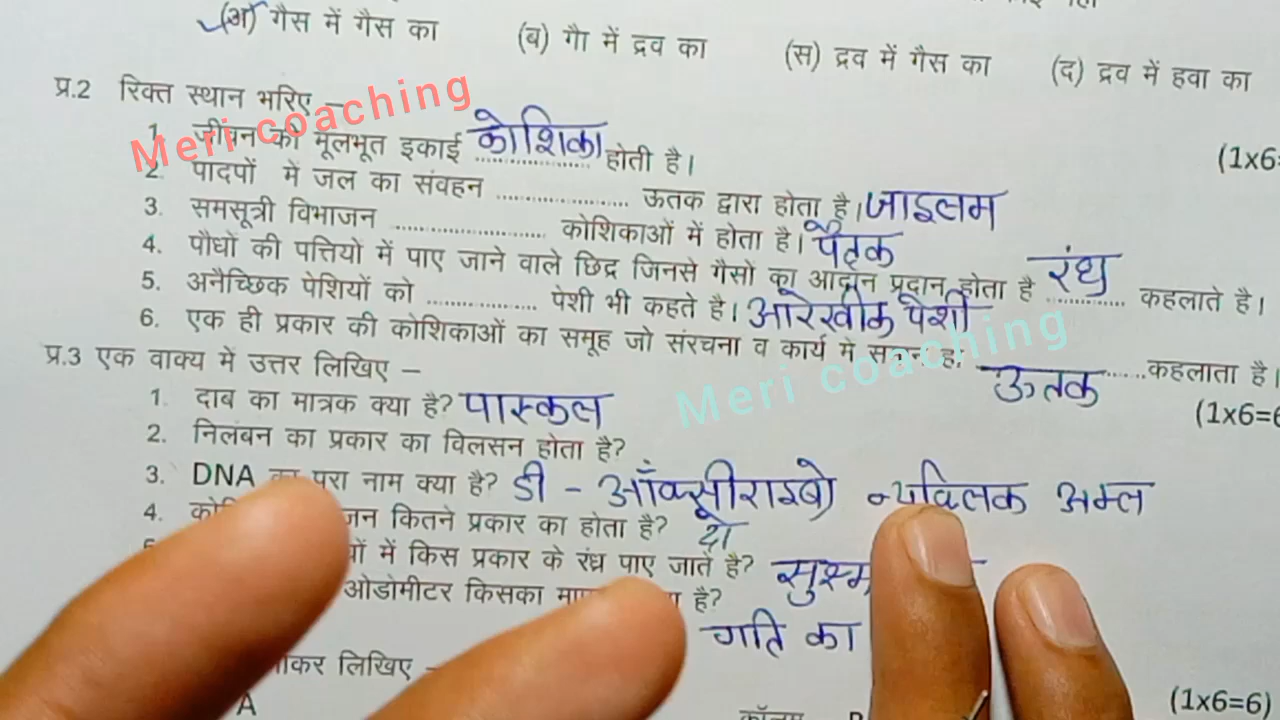 (अ) गैस में गैस का (ब) गैा में द्रव का (स) द्रव में गैस का (द) द्रव में हवा का
प्र.2 रिक्त स्थान भरिए –
Meri coaching
1. जीवन की मूलभूत इकाई कोशिका होती है। (1x6=
2. पादपों में जल का संवहन .................... ऊतक द्वारा होता है। जाइलम
3. समसूत्री विभाजन .................... कोशिकाओं में होता है। पैतृक
4. पौधों की पत्तियो में पाए जाने वाले छिद्र जिनसे गैसों का आदान प्रदान होता है रंध्र कहलाते है।
5. अनैच्छिक पेशियों को .................... पेशी भी कहते है। आरेखीक पेशी
6. एक ही प्रकार की कोशिकाओं का समूह जो संरचना व कार्य में समान है, ऊतक कहलाता है।
Meri coaching
प्र.3 एक वाक्य में उत्तर लिखिए – (1x6=6
1. दाब का मात्रक क्या है? पास्कल
2. निलंबन का प्रकार का विलसन होता है?
3. DNA का पूरा नाम क्या है? डी - ऑक्सीराइबो न्यूक्लिक अम्ल
4. कितने प्रकार का होता है? दो
में किस प्रकार के रंध्र पाए जाते है?
ओडोमीटर किसका है?
गति का
लिखिए – (1x6=6)
A कॉलम